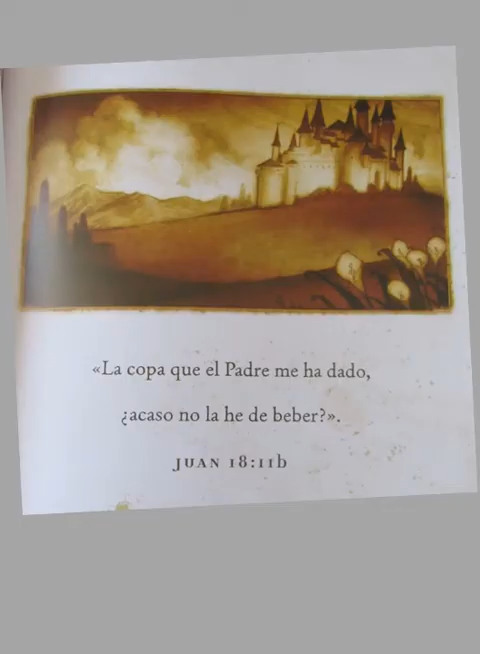 «La copa que el Padre me ha dado,
¿acaso no la he de beber?».
JUAN 18:11b